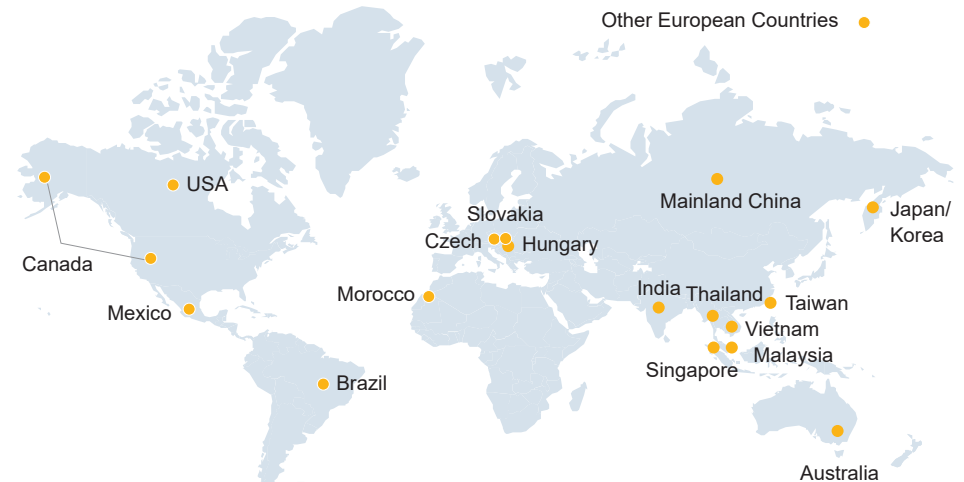 Other European Countries
USA
Mainland China
Slovakia
Japan/
Korea
Czech
Hungary
Canada
India
Thailand
Morocco
Taiwan
Mexico
Vietnam
Malaysia
Singapore
Brazil
Australia